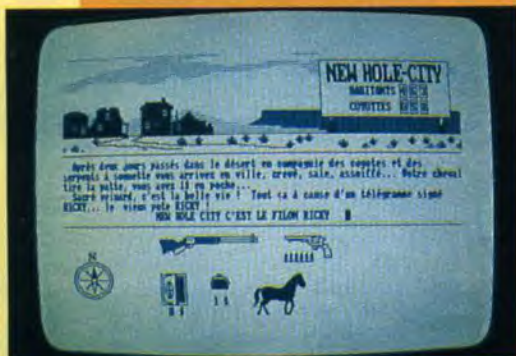 NEW HOLE-CITY
HABITANTS
COYOTTES
Après deux jours passés dans le désert en compagnie des coyotes et des
serpents à sonnette vous arrivez en ville, crevé, sale, assoiffé... Votre cheval
tire la patte, vous avez 1$ en poche...
Sacré veinard, c'est la belle vie ! Tout ça à cause d'un télégramme signé
RICKY... le vieux pote RICKY !
NEW HOLE CITY C'EST LE FILON RICKY
N